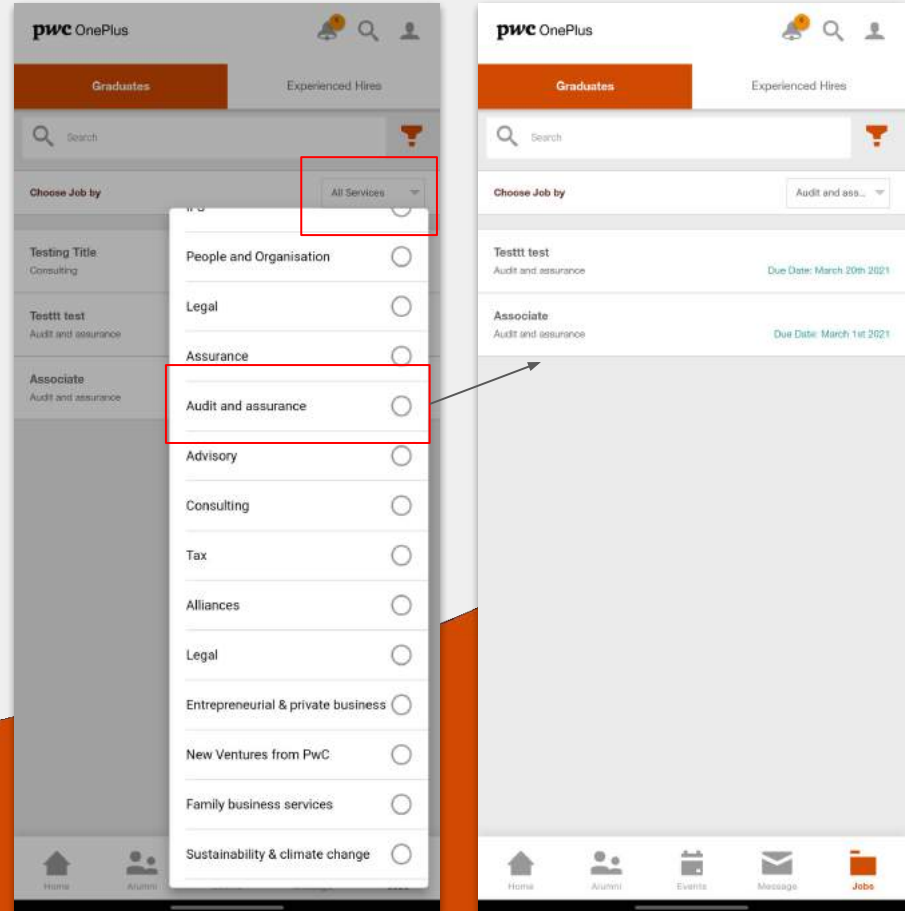 pwc OnePlus
Graduates
Experienced Hires
Search
Choose Job by
All Services
Testing Title
Consulting
Testtt test
Audit and assurance
Associate
Audit and assurance
People and Organisation
Legal
Assurance
Audit and assurance
Advisory
Consulting
Tax
Alliances
Legal
Entrepreneurial & private business
New Ventures from PwC
Family business services
Sustainability & climate change
Home
Alumni
pwc OnePlus
Graduates
Experienced Hires
Search
Choose Job by
Audit and ass...
Testtt test
Audit and assurance
Due Date: March 20th 2021
Associate
Audit and assurance
Due Date: March 1st 2021
Home
Alumni
Events
Message
Jobs